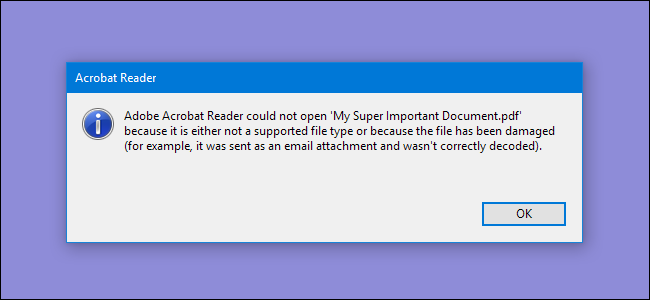 Acrobat Reader
Adobe Acrobat Reader could not open 'My Super Important Document.pdf'
because it is either not a supported file type or because the file has been damaged
(for example, it was sent as an email attachment and wasn't correctly decoded).
OK